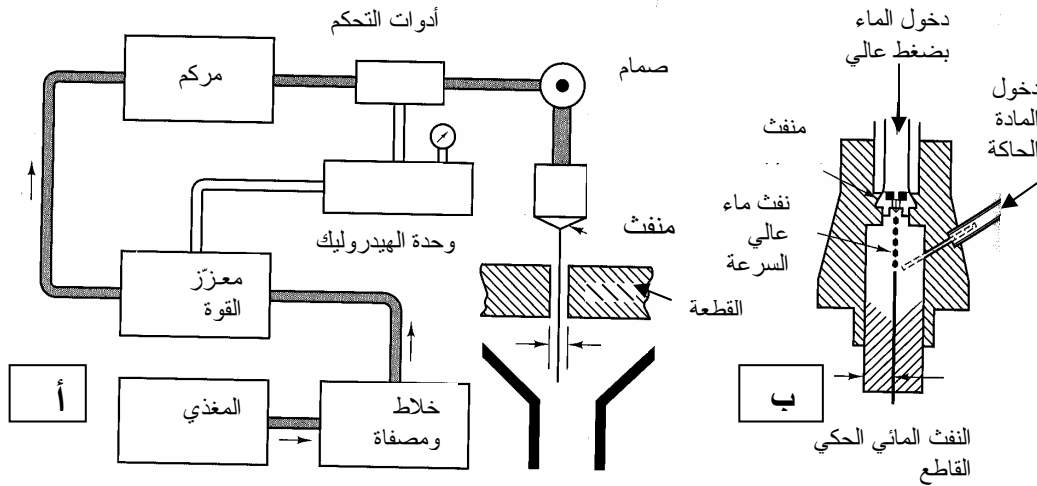 أدوات التحكم
مركم
صمام
وحدة الهيدروليك
منفث
معزّز
القوة
القطعة
أ
المغذي
خلاط
ومصفاة
دخول الماء
بضغط عالي
دخول
المادة
الحاكة
منفث
نفث ماء
عالي
السرعة
ب
النفث المائي الحكي
القاطع